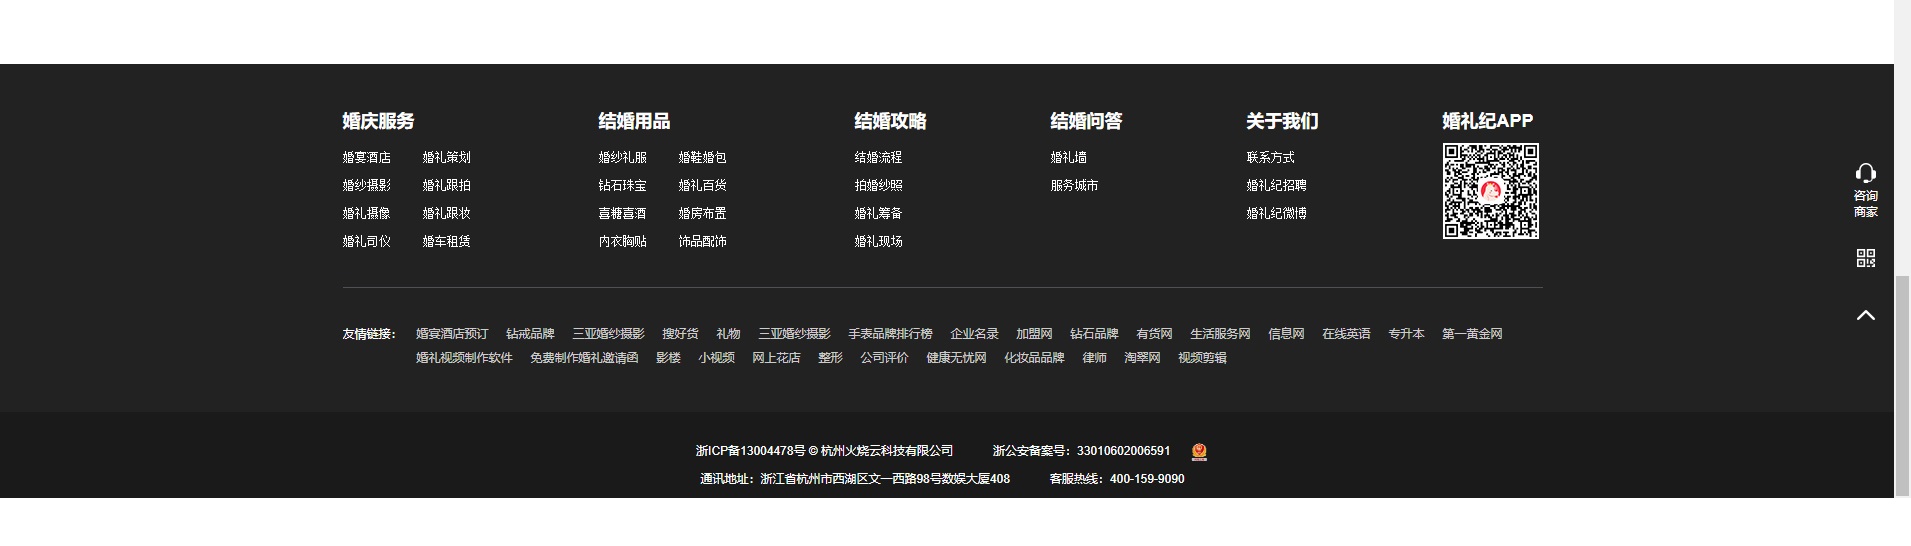 婚庆服务
婚宴酒店 婚礼策划
婚纱摄影 婚礼跟拍
婚礼摄像 婚礼跟妆
婚礼司仪 婚车租赁
结婚用品
婚纱礼服 婚鞋婚包
钻石珠宝 婚礼百货
喜糖喜酒 婚房布置
内衣胸贴 饰品配饰
结婚攻略
结婚流程
拍婚纱照
婚礼筹备
婚礼现场
结婚问答
婚礼墙
服务城市
关于我们
联系方式
婚礼纪招聘
婚礼纪微博
婚礼纪APP
咨询
商家
友情链接： 婚宴酒店预订 钻戒品牌 三亚婚纱摄影 搜好货 礼物 三亚婚纱摄影 手表品牌排行榜 企业名录 加盟网 钻石品牌 有货网 生活服务网 信息网 在线英语 专升本 第一黄金网
婚礼视频制作软件 免费制作婚礼邀请函 影楼 小视频 网上花店 整形 公司评价 健康无忧网 化妆品品牌 律师 淘翠网 视频剪辑
浙ICP备13004478号 © 杭州火烧云科技有限公司 浙公安备案号：33010602006591
通讯地址：浙江省杭州市西湖区文一西路98号数娱大厦408 客服热线：400-159-9090